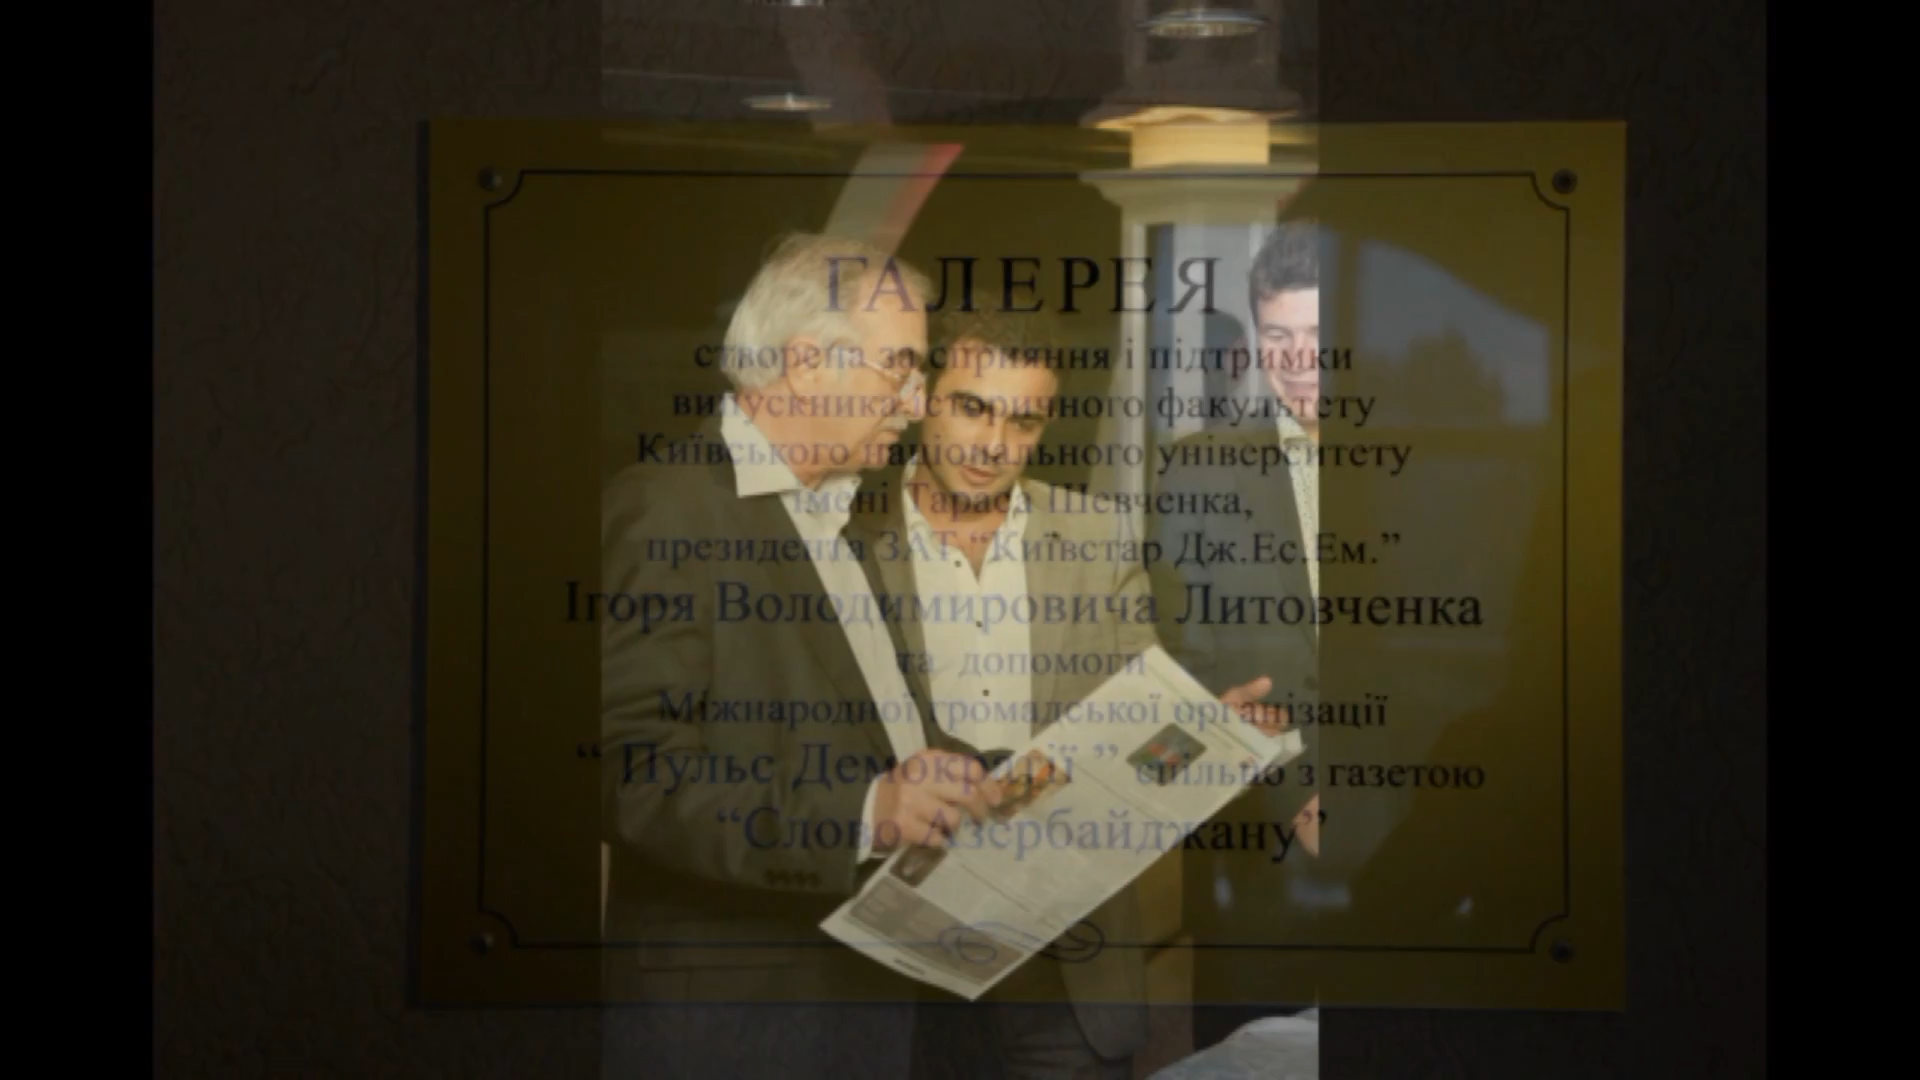 ГАЛЕРЕЯ
створена за сприяння і підтримки
випускника історичного факультету
Київського національного університету
імені Тараса Шевченка,
президента ЗАТ “Київстар Дж.Ес.Ем.”
Ігоря Володимировича Литовченка
та допомоги
Міжнародної громадської організації
“ Пульс Демократії ” спільно з газетою
“Слово Азербайджану”